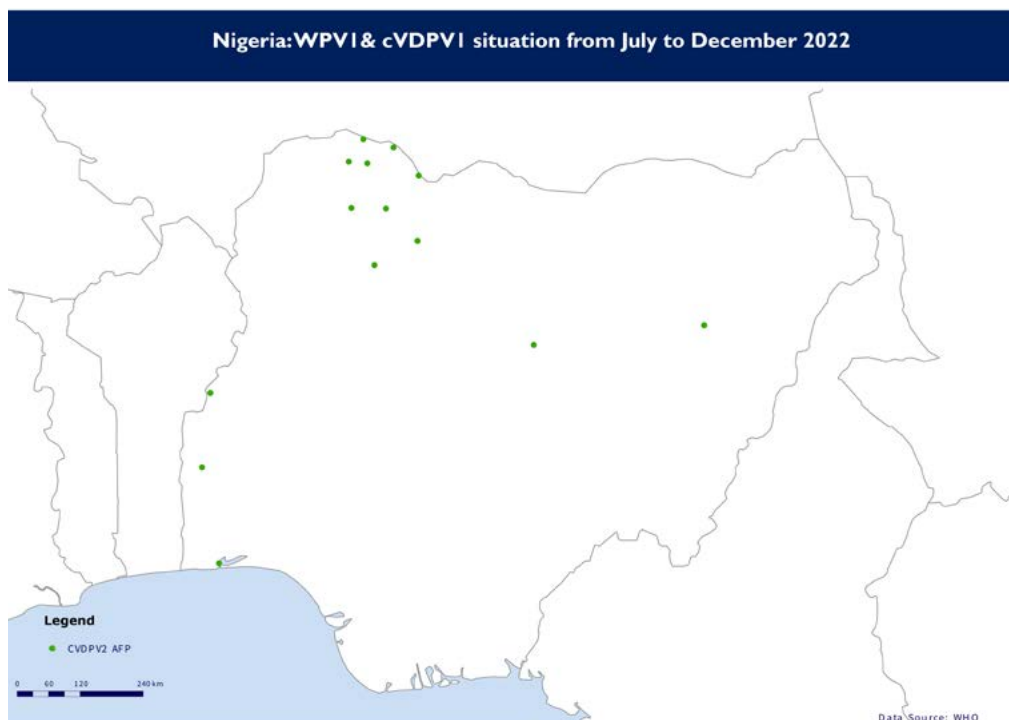 Nigeria: WPV1 & cVDPV1 situation from July to December 2022
Legend
CVDPV2 AFP
0 60 120 240 km
Data Source: WHO